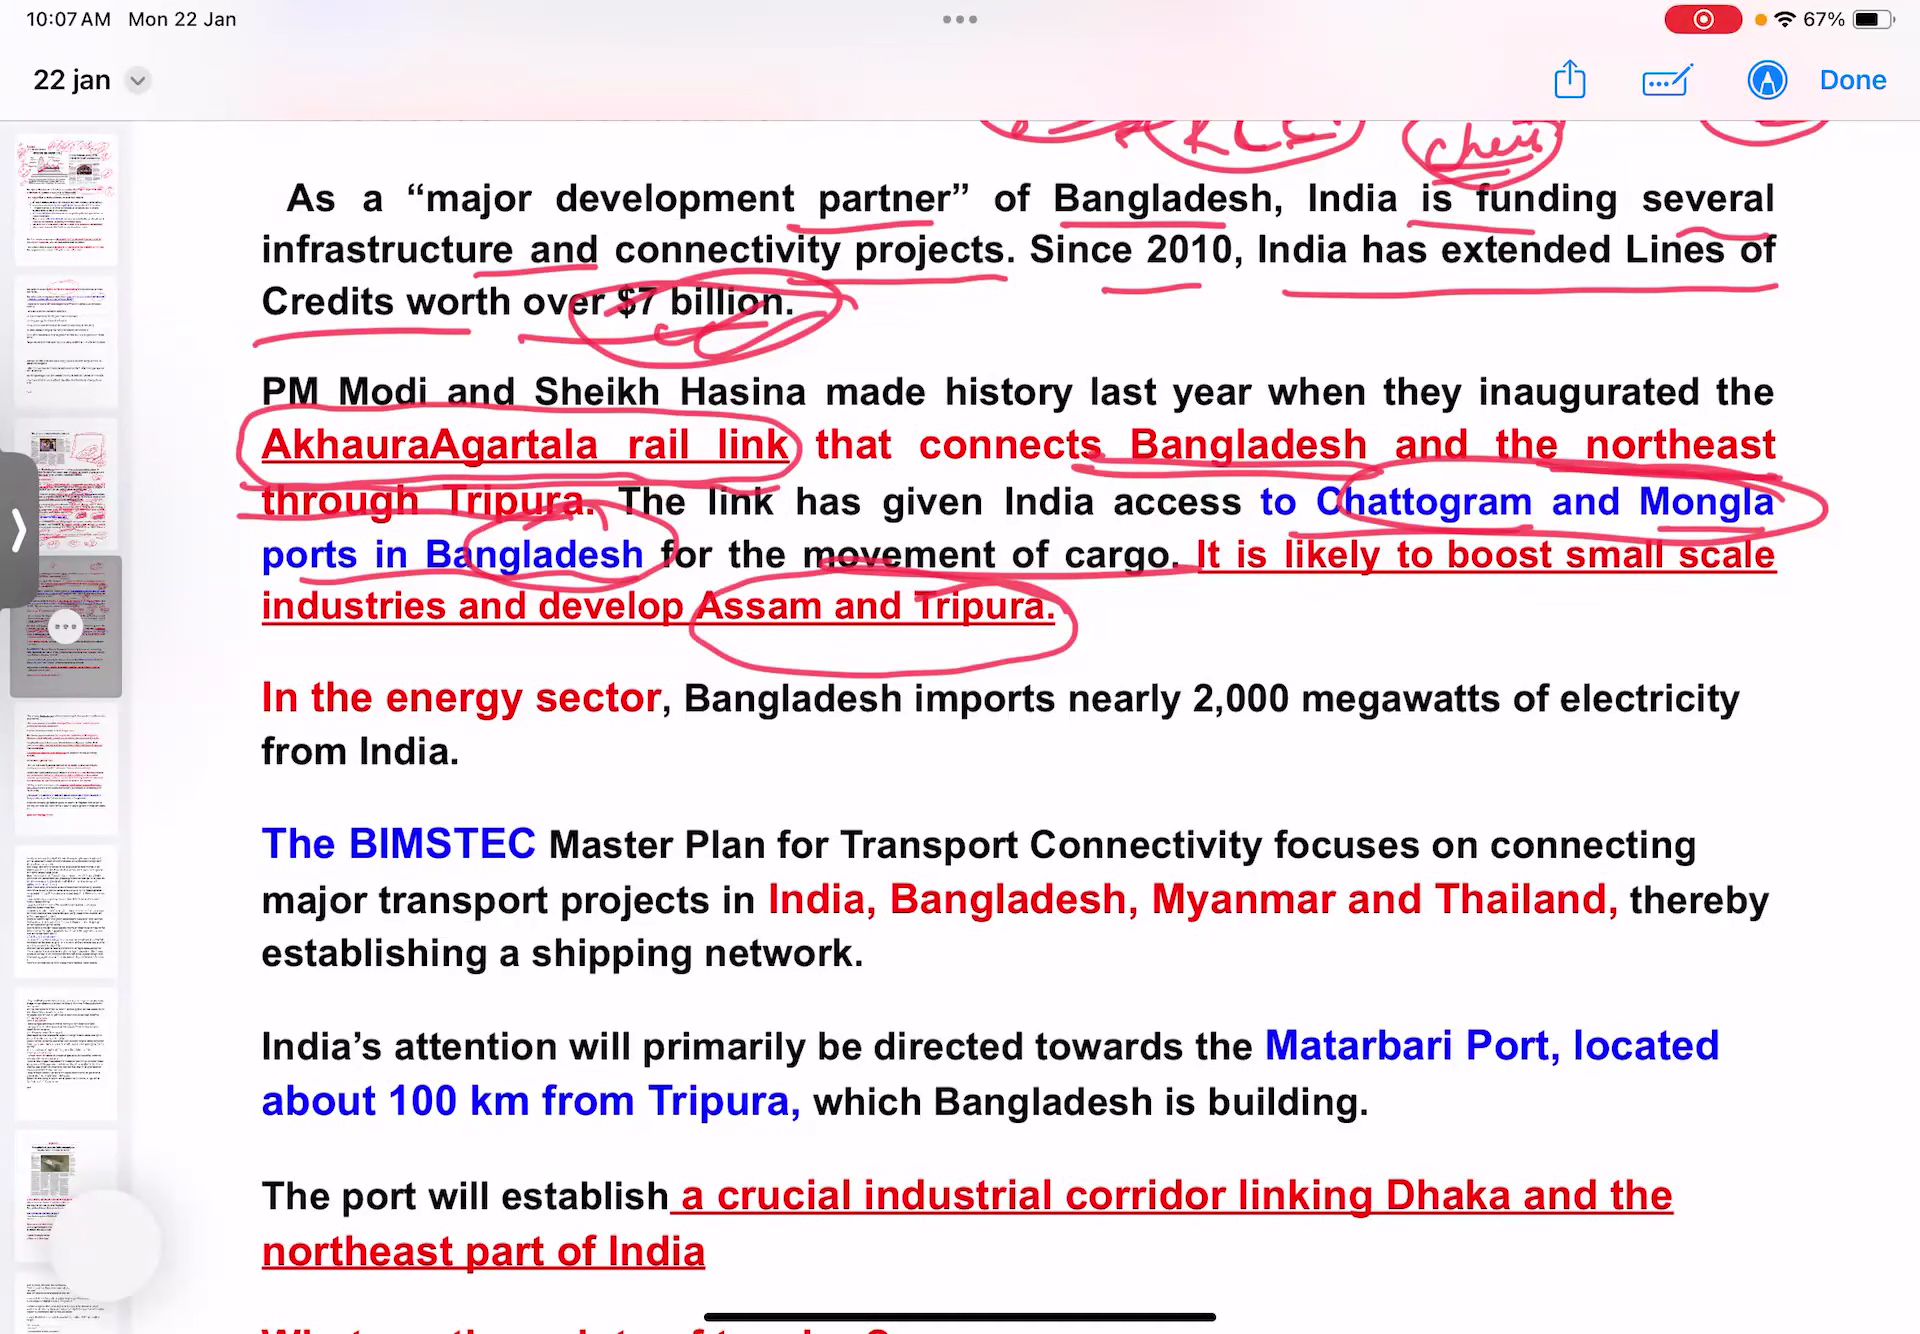 10:07 AM Mon 22 Jan
67%
22 jan
Done
As a “major development partner” of Bangladesh, India is funding several
infrastructure and connectivity projects. Since 2010, India has extended Lines of
Credits worth over $7 billion.
PM Modi and Sheikh Hasina made history last year when they inaugurated the
AkhauraAgartala rail link that connects Bangladesh and the northeast
through Tripura. The link has given India access to Chattogram and Mongla
ports in Bangladesh for the movement of cargo. It is likely to boost small scale
industries and develop Assam and Tripura.
In the energy sector, Bangladesh imports nearly 2,000 megawatts of electricity
from India.
The BIMSTEC Master Plan for Transport Connectivity focuses on connecting
major transport projects in India, Bangladesh, Myanmar and Thailand, thereby
establishing a shipping network.
India’s attention will primarily be directed towards the Matarbari Port, located
about 100 km from Tripura, which Bangladesh is building.
The port will establish a crucial industrial corridor linking Dhaka and the
northeast part of India